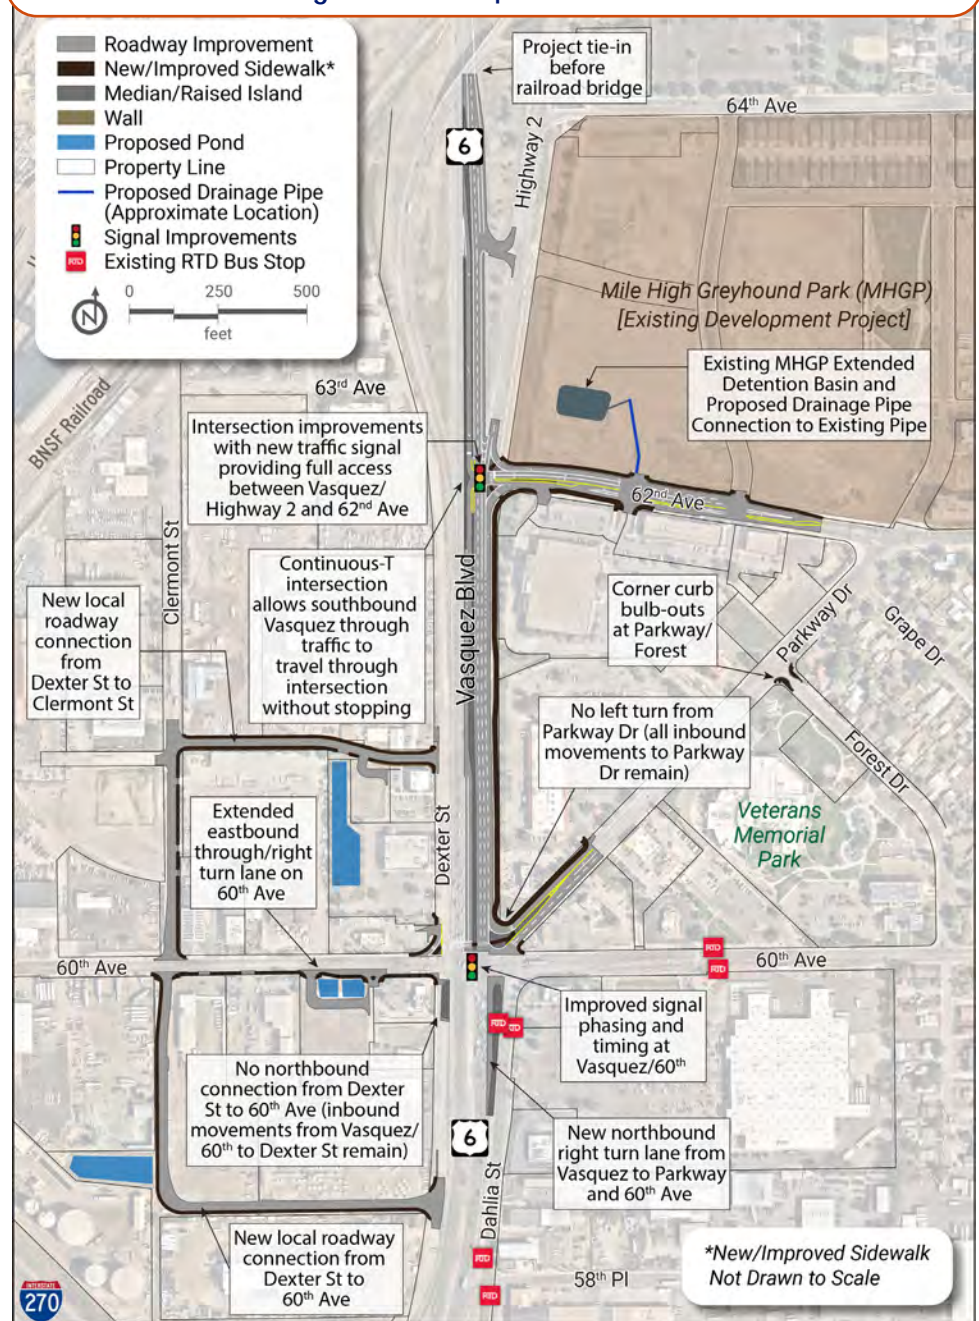 Roadway Improvement
New/Improved Sidewalk*
Median/Raised Island
Wall
Proposed Pond
Property Line
Proposed Drainage Pipe
(Approximate Location)
Signal Improvements
RTD
Existing RTD Bus Stop
N
0 250 500
feet
Project tie-in
before
railroad bridge
64th Ave
6
Highway 2
Mile High Greyhound Park (MHGP)
[Existing Development Project]
Existing MHGP Extended
Detention Basin and
Proposed Drainage Pipe
Connection to Existing Pipe
63rd Ave
BNSF Railroad
Intersection improvements
with new traffic signal
providing full access
between Vasquez/
Highway 2 and 62nd Ave
62nd Ave
Clermont St
Continuous-T
intersection
allows southbound
Vasquez through
traffic to
travel through
intersection
without stopping
Vasquez Blvd
New local
roadway
connection
from
Dexter St to
Clermont St
Corner curb
bulb-outs
at Parkway/
Forest
Parkway Dr
Grape Dr
Forest Dr
No left turn from
Parkway Dr (all inbound
movements to Parkway
Dr remain)
Veterans
Memorial
Park
Extended
eastbound
through/right
turn lane on
60th Ave
Dexter St
60th Ave
RTD
RTD
60th Ave
RTD
RTD
Improved signal
phasing and
timing at
Vasquez/60th
No northbound
connection from Dexter
St to 60th Ave (inbound
movements from Vasquez/
60th to Dexter St remain)
6
New northbound
right turn lane from
Vasquez to Parkway
and 60th Ave
Dahlia St
New local roadway
connection from
Dexter St to
60th Ave
RTD
RTD
58th Pl
*New/Improved Sidewalk
Not Drawn to Scale
INTERSTATE
270